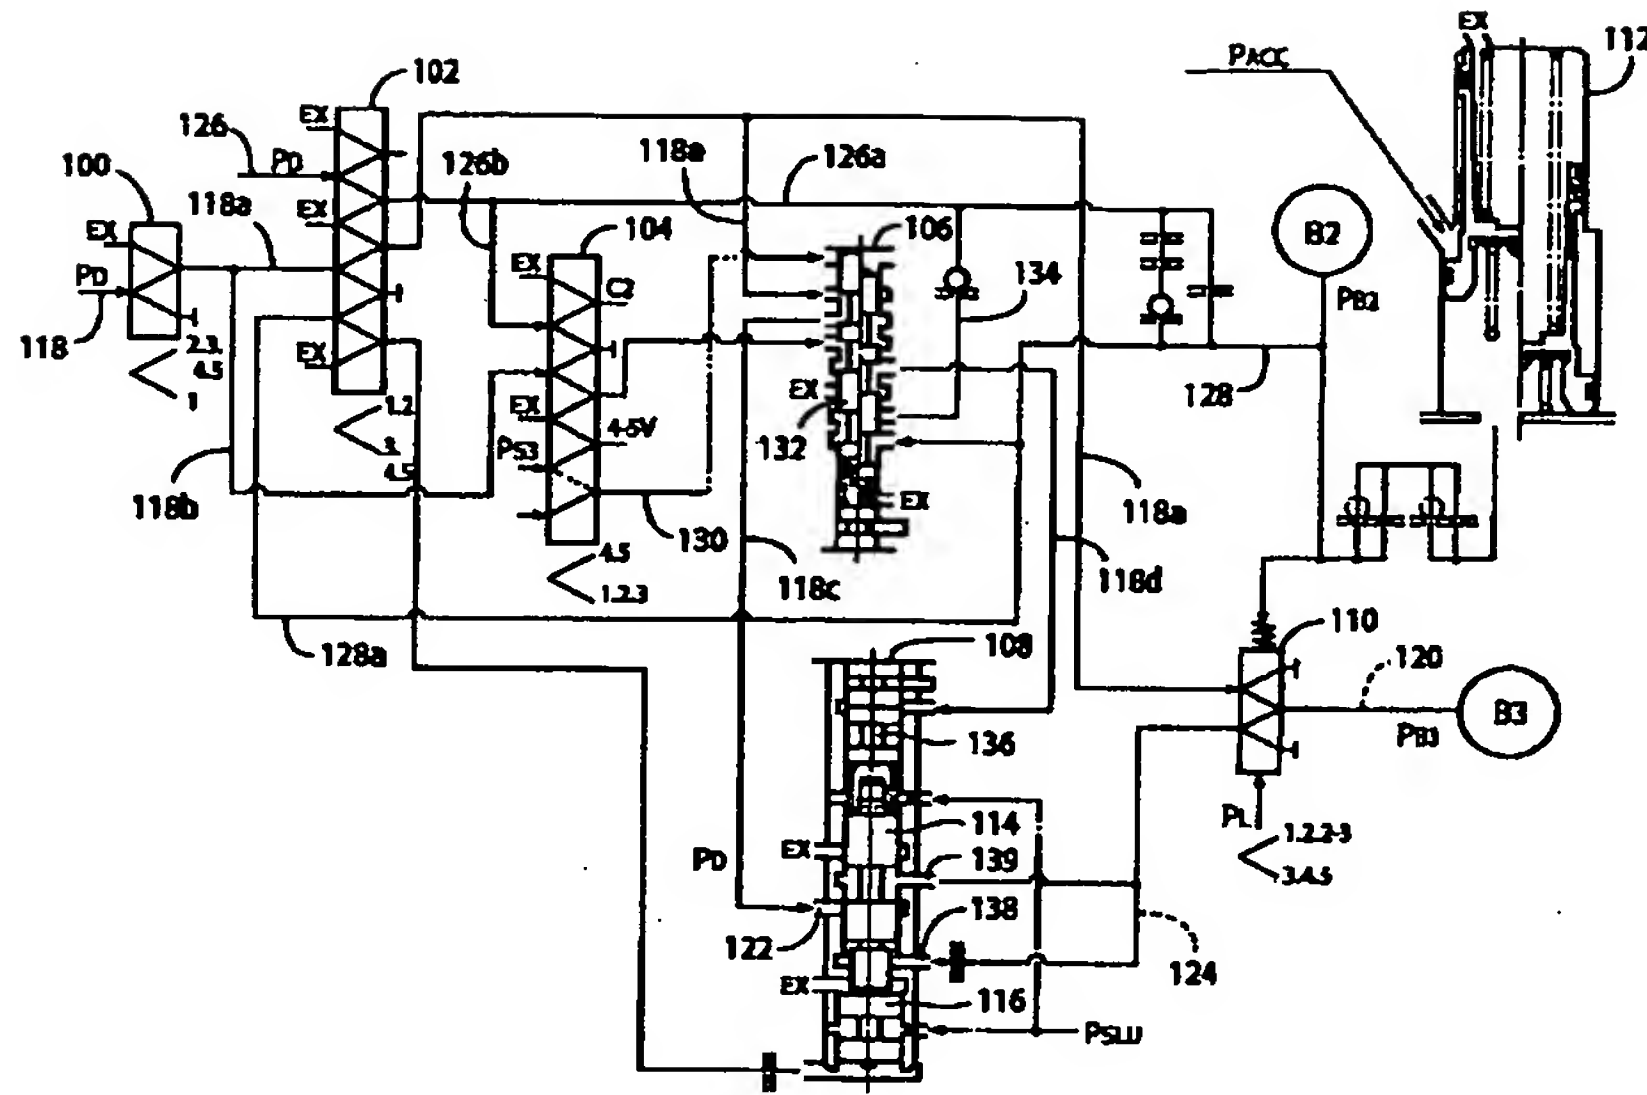 EX
PACC
112
102
EX
126
PD
126b
118e
126a
100
118a
EX
104
106
B2
EX
EX
C2
134
PD
PB2
118
2.3.
4.5
1
EX
EX
128
1.2
EX
4-5V
132
3.
4.5
PS3
118b
EX
118a
130
4.5
118c
118d
1.2.3
110
128a
108
120
B3
136
PB3
114
PL
1.2.2-3
EX
139
PD
3.4.5
138
122
124
EX
116
PSLU